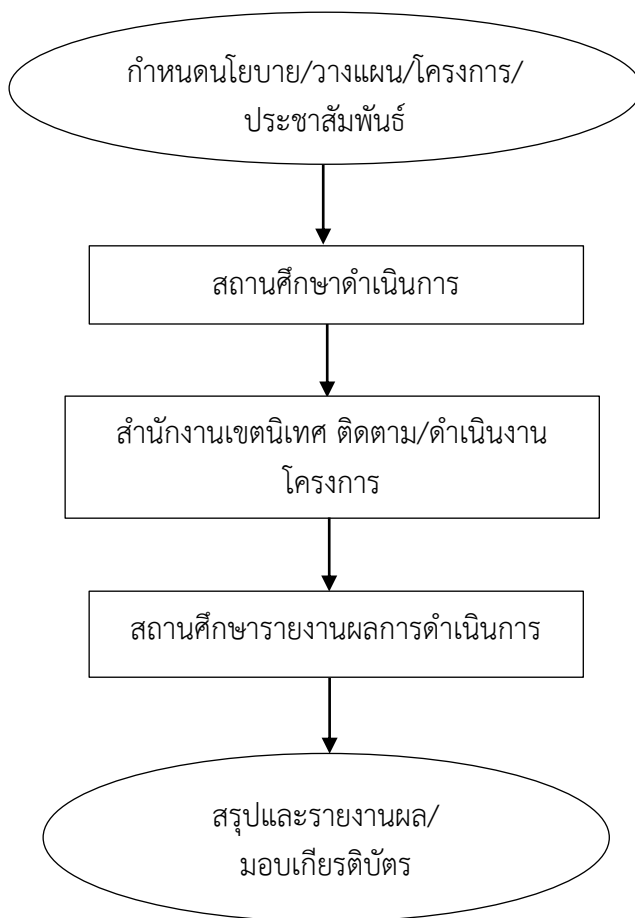 กำหนดนโยบาย/วางแผน/โครงการ/
ประชาสัมพันธ์
สถานศึกษาดำเนินการ
สำนักงานเขตนิเทศ ติดตาม/ดำเนินงาน
โครงการ
สถานศึกษารายงานผลการดำเนินการ
สรุปและรายงานผล/
มอบเกียรติบัตร